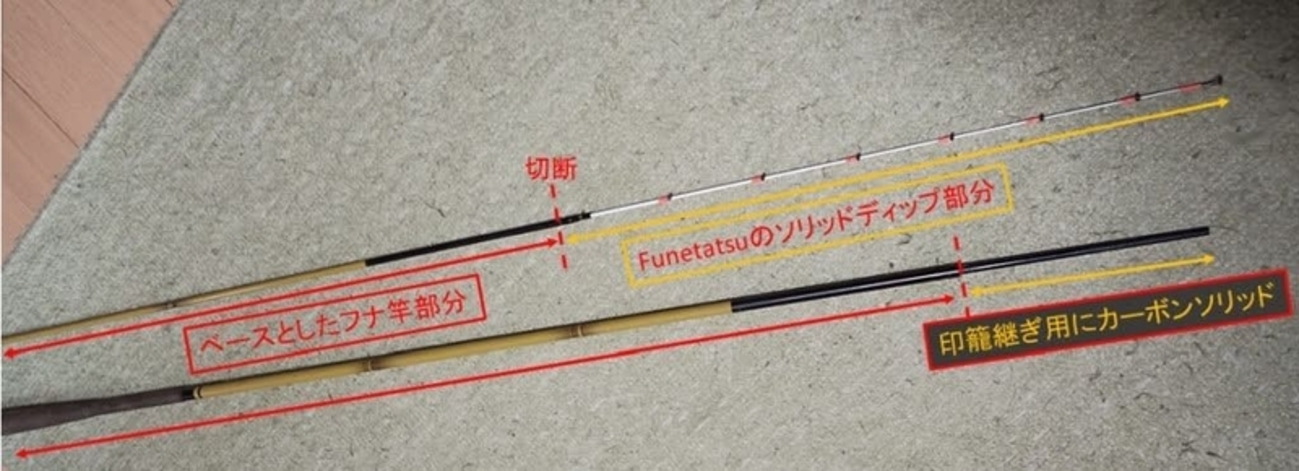 切断
Funetatsuのソリッドディップ部分
ベースとしたフナ竿部分
印籠継ぎ用にカーボンソリッド